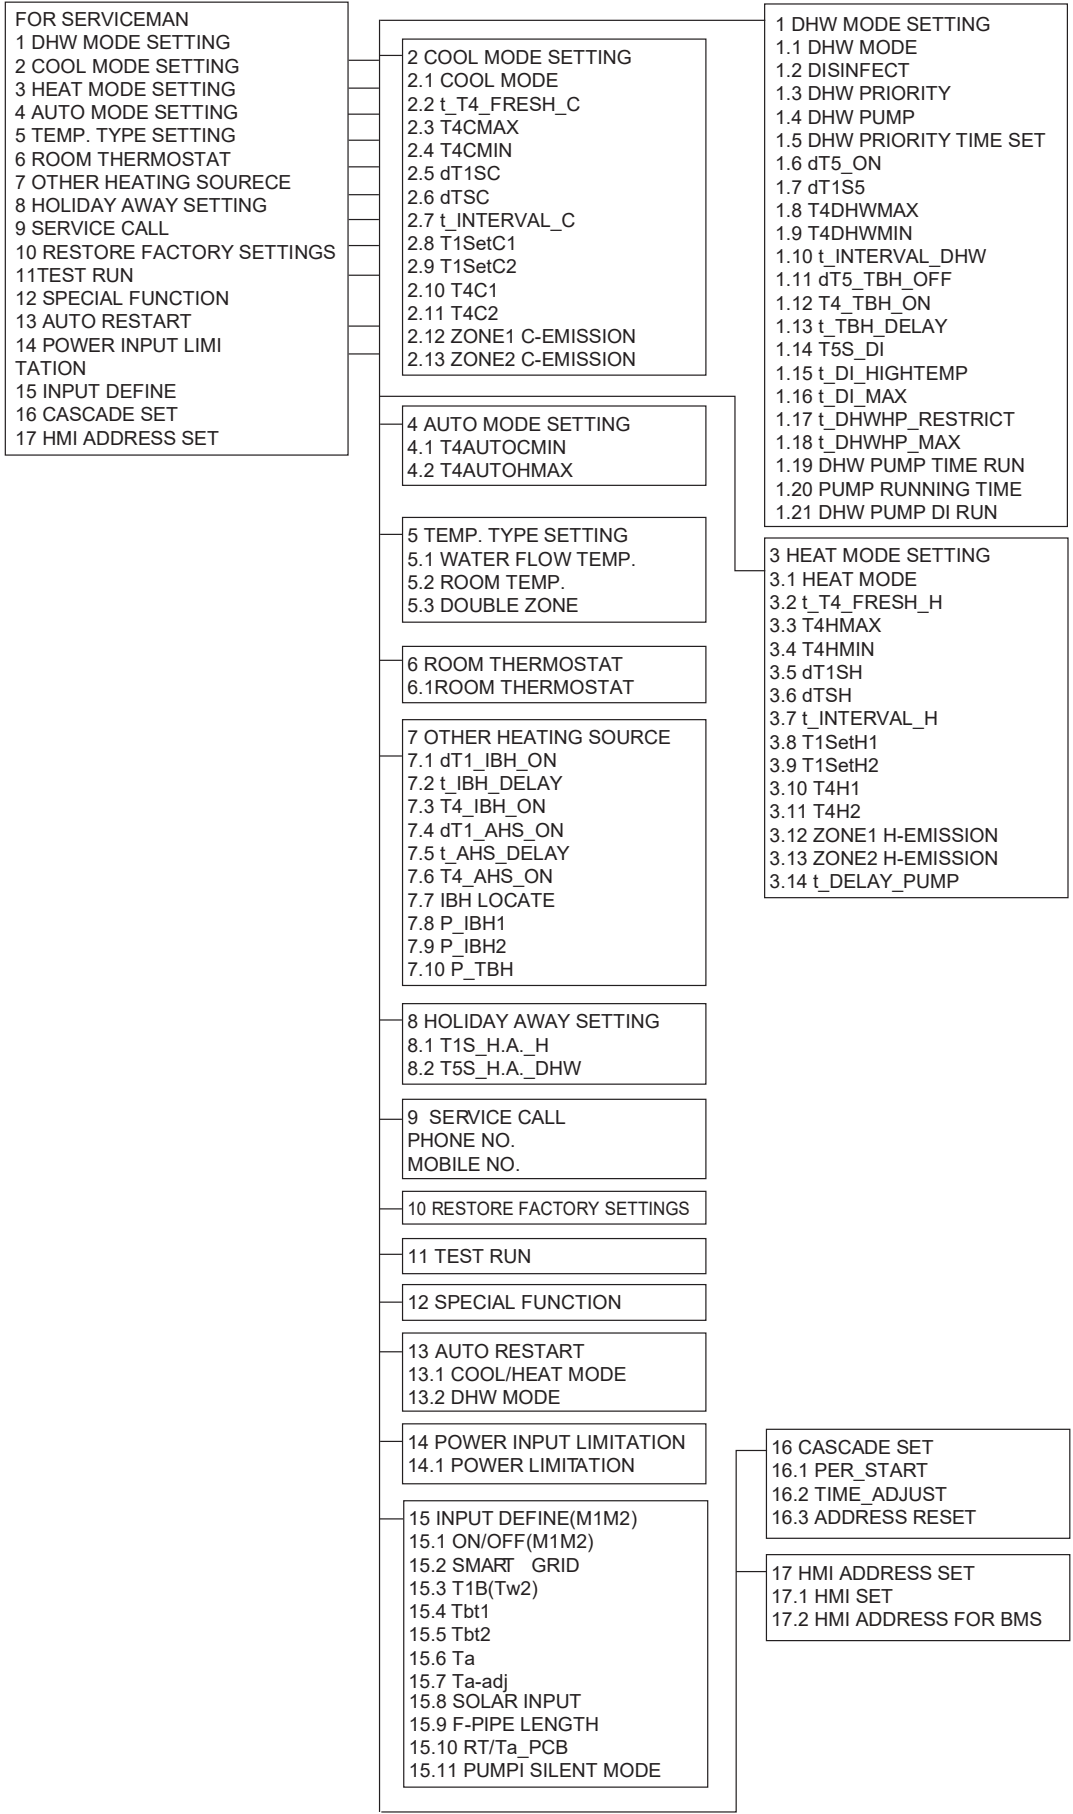 FOR SERVICEMAN
1 DHW MODE SETTING
2 COOL MODE SETTING
3 HEAT MODE SETTING
4 AUTO MODE SETTING
5 TEMP. TYPE SETTING
6 ROOM THERMOSTAT
7 OTHER HEATING SOURECE
8 HOLIDAY AWAY SETTING
9 SERVICE CALL
10 RESTORE FACTORY SETTINGS
11TEST RUN
12 SPECIAL FUNCTION
13 AUTO RESTART
14 POWER INPUT LIMI
TATION
15 INPUT DEFINE
16 CASCADE SET
17 HMI ADDRESS SET
2 COOL MODE SETTING
2.1 COOL MODE
2.2 t_T4_FRESH_C
2.3 T4CMAX
2.4 T4CMIN
2.5 dT1SC
2.6 dTSC
2.7 t_INTERVAL_C
2.8 T1SetC1
2.9 T1SetC2
2.10 T4C1
2.11 T4C2
2.12 ZONE1 C-EMISSION
2.13 ZONE2 C-EMISSION
4 AUTO MODE SETTING
4.1 T4AUTOCMIN
4.2 T4AUTOHMAX
5 TEMP. TYPE SETTING
5.1 WATER FLOW TEMP.
5.2 ROOM TEMP.
5.3 DOUBLE ZONE
6 ROOM THERMOSTAT
6.1ROOM THERMOSTAT
7 OTHER HEATING SOURCE
7.1 dT1_IBH_ON
7.2 t_IBH_DELAY
7.3 T4_IBH_ON
7.4 dT1_AHS_ON
7.5 t_AHS_DELAY
7.6 T4_AHS_ON
7.7 IBH LOCATE
7.8 P_IBH1
7.9 P_IBH2
7.10 P_TBH
8 HOLIDAY AWAY SETTING
8.1 T1S_H.A._H
8.2 T5S_H.A._DHW
9 SERVICE CALL
PHONE NO.
MOBILE NO.
10 RESTORE FACTORY SETTINGS
11 TEST RUN
12 SPECIAL FUNCTION
13 AUTO RESTART
13.1 COOL/HEAT MODE
13.2 DHW MODE
14 POWER INPUT LIMITATION
14.1 POWER LIMITATION
15 INPUT DEFINE(M1M2)
15.1 ON/OFF(M1M2)
15.2 SMART GRID
15.3 T1B(Tw2)
15.4 Tbt1
15.5 Tbt2
15.6 Ta
15.7 Ta-adj
15.8 SOLAR INPUT
15.9 F-PIPE LENGTH
15.10 RT/Ta_PCB
15.11 PUMPI SILENT MODE
1 DHW MODE SETTING
1.1 DHW MODE
1.2 DISINFECT
1.3 DHW PRIORITY
1.4 DHW PUMP
1.5 DHW PRIORITY TIME SET
1.6 dT5_ON
1.7 dT1S5
1.8 T4DHWMAX
1.9 T4DHWMIN
1.10 t_INTERVAL_DHW
1.11 dT5_TBH_OFF
1.12 T4_TBH_ON
1.13 t_TBH_DELAY
1.14 T5S_DI
1.15 t_DI_HIGHTEMP
1.16 t_DI_MAX
1.17 t_DHWHP_RESTRICT
1.18 t_DHWHP_MAX
1.19 DHW PUMP TIME RUN
1.20 PUMP RUNNING TIME
1.21 DHW PUMP DI RUN
3 HEAT MODE SETTING
3.1 HEAT MODE
3.2 t_T4_FRESH_H
3.3 T4HMAX
3.4 T4HMIN
3.5 dT1SH
3.6 dTSH
3.7 t_INTERVAL_H
3.8 T1SetH1
3.9 T1SetH2
3.10 T4H1
3.11 T4H2
3.12 ZONE1 H-EMISSION
3.13 ZONE2 H-EMISSION
3.14 t_DELAY_PUMP
16 CASCADE SET
16.1 PER_START
16.2 TIME_ADJUST
16.3 ADDRESS RESET
17 HMI ADDRESS SET
17.1 HMI SET
17.2 HMI ADDRESS FOR BMS